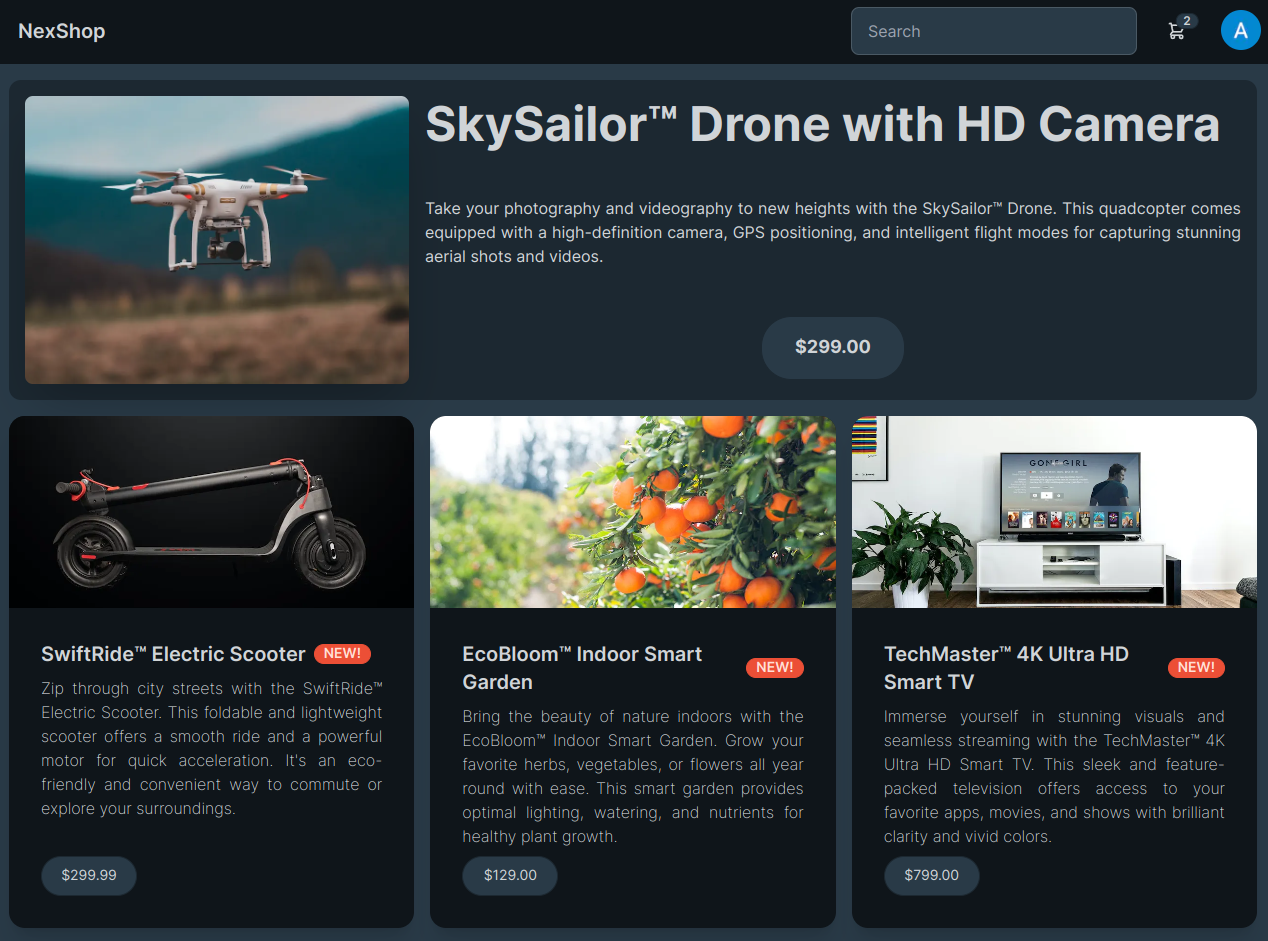 NexShop
Search
2
A
SkySailor™ Drone with HD Camera
Take your photography and videography to new heights with the SkySailor™ Drone. This quadcopter comes
equipped with a high-definition camera, GPS positioning, and intelligent flight modes for capturing stunning
aerial shots and videos.
$299.00
SwiftRide™ Electric Scooter NEW!
Zip through city streets with the SwiftRide™
Electric Scooter. This foldable and lightweight
scooter offers a smooth ride and a powerful
motor for quick acceleration. It's an eco-
friendly and convenient way to commute or
explore your surroundings.
$299.99
EcoBloom™ Indoor Smart
Garden
NEW!
Bring the beauty of nature indoors with the
EcoBloom™ Indoor Smart Garden. Grow your
favorite herbs, vegetables, or flowers all year
round with ease. This smart garden provides
optimal lighting, watering, and nutrients for
healthy plant growth.
$129.00
GONE GIRL
TechMaster™ 4K Ultra HD
Smart TV
NEW!
Immerse yourself in stunning visuals and
seamless streaming with the TechMaster™ 4K
Ultra HD Smart TV. This sleek and feature-
packed television offers access to your
favorite apps, movies, and shows with brilliant
clarity and vivid colors.
$799.00